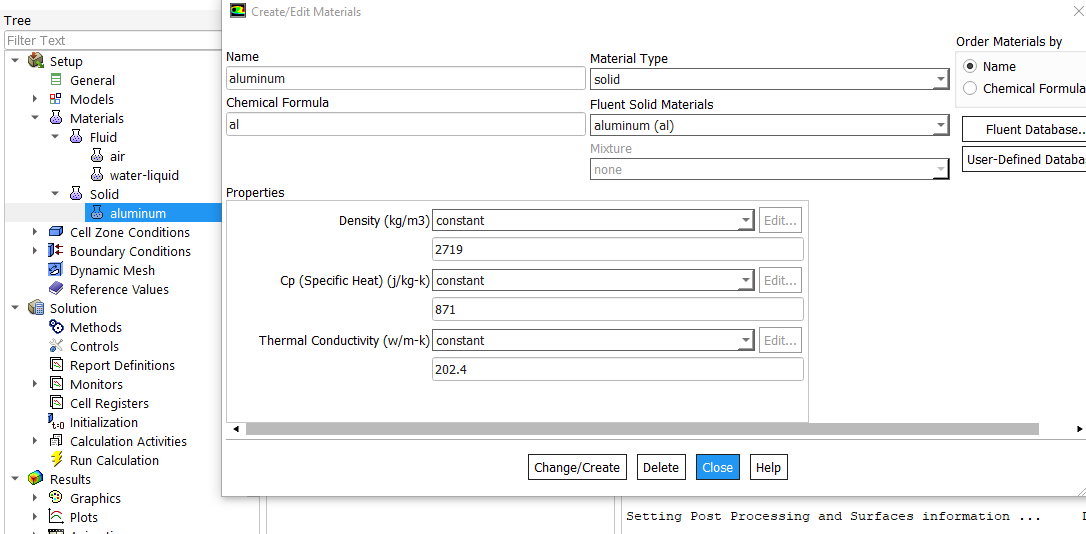 Create/Edit Materials
Tree
Filter Text
Setup
General
Models
Materials
Fluid
air
water-liquid
Solid
aluminum
Cell Zone Conditions
Boundary Conditions
Dynamic Mesh
Reference Values
Solution
Methods
Controls
Report Definitions
Monitors
Cell Registers
t=0 Initialization
Calculation Activities
Run Calculation
Results
Graphics
Plots
Name
aluminum
Chemical Formula
al
Material Type
solid
Fluent Solid Materials
aluminum (al)
Mixture
none
Order Materials by
Name
Chemical Formula
Fluent Database...
User-Defined Databas
Properties
Density (kg/m3) constant Edit...
2719
Cp (Specific Heat) (j/kg-k) constant Edit...
871
Thermal Conductivity (w/m-k) constant Edit...
202.4
Change/Create Delete Close Help
Setting Post Processing and Surfaces information ...